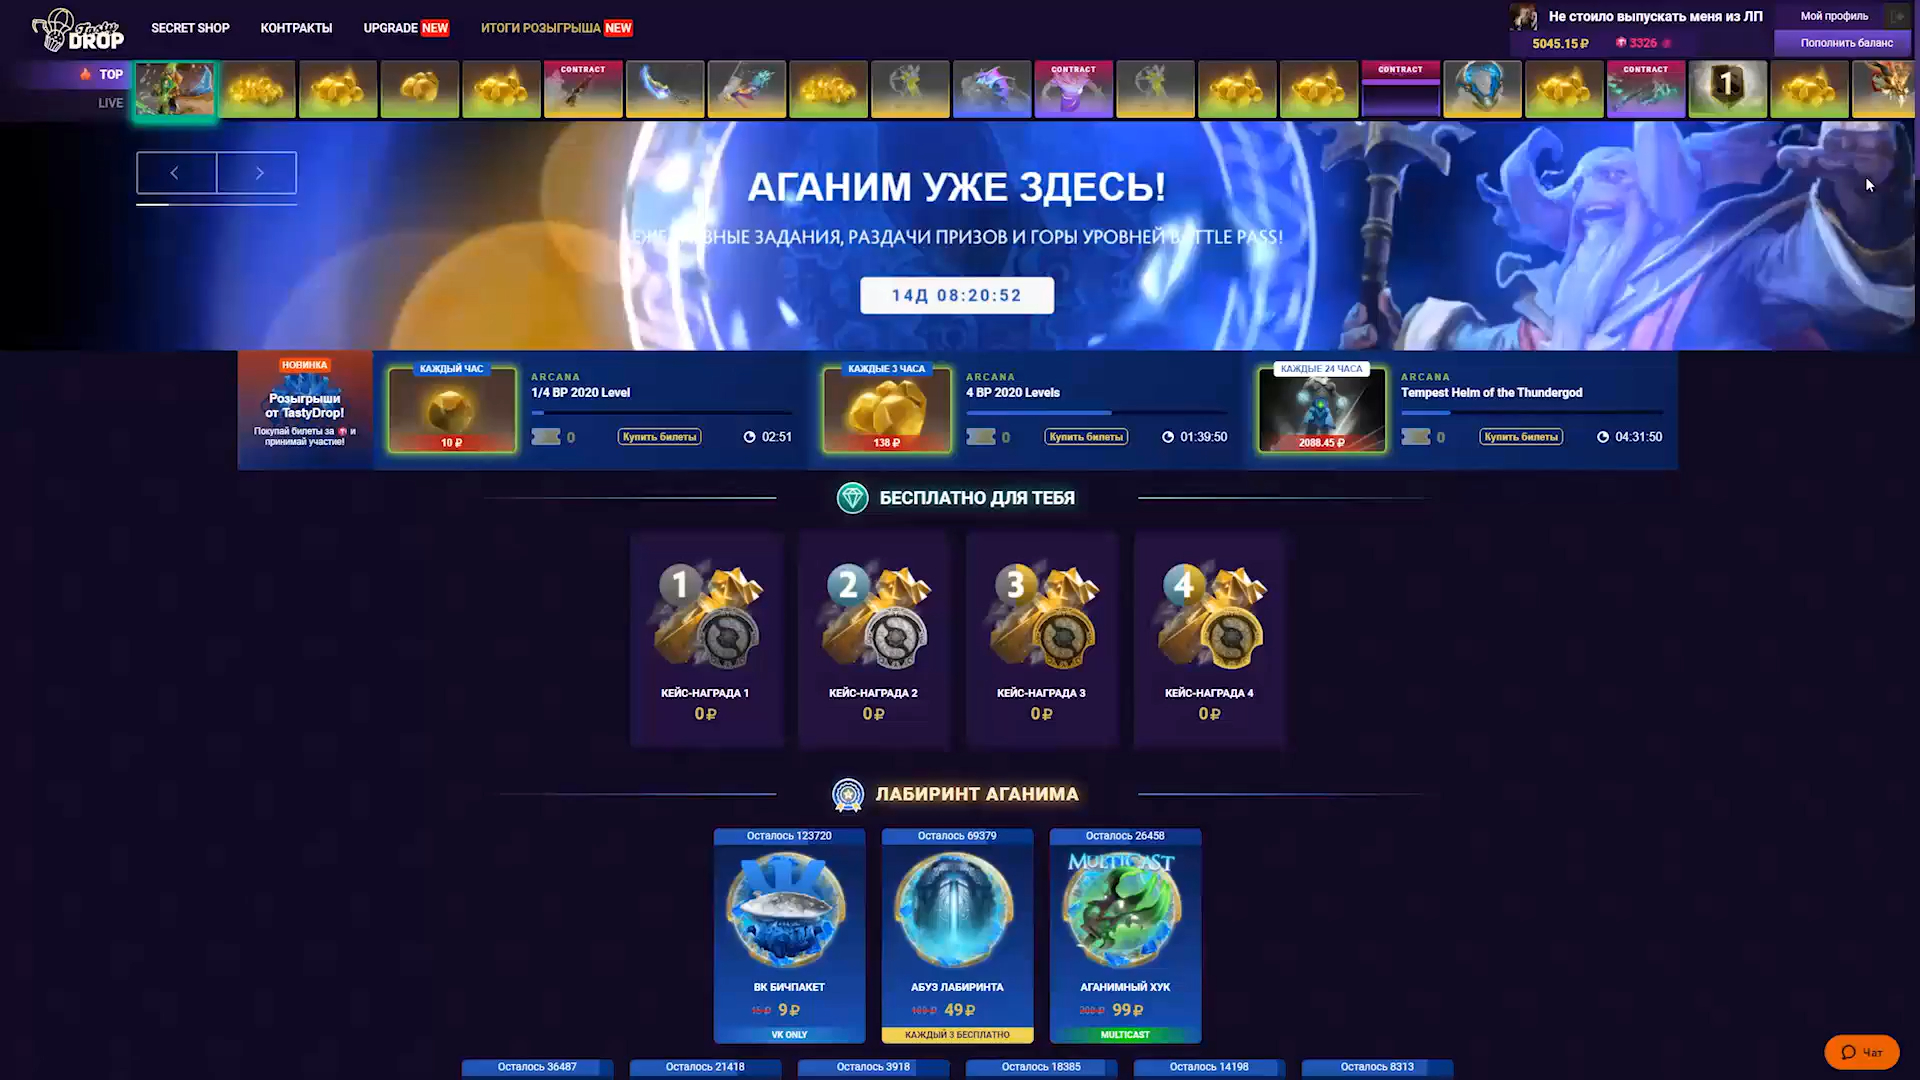 Tasty DROP
SECRET SHOP
КОНТРАКТЫ
UPGRADE NEW
ИТОГИ РОЗЫГРЫША NEW
Не стоило выпускать меня из ЛП
5045.15 ₽
3326
Мой профиль
Пополнить баланс
TOP
LIVE
CONTRACT
CONTRACT
CONTRACT
CONTRACT
1
АГАНИМ УЖЕ ЗДЕСЬ!
ЕЖЕДНЕВНЫЕ ЗАДАНИЯ, РАЗДАЧИ ПРИЗОВ И ГОРЫ УРОВНЕЙ BATTLE PASS!
14Д 08:20:52
НОВИНКА
Розыгрыши
от TastyDrop!
Покупай билеты за и
принимай участие!
КАЖДЫЙ ЧАС
10 ₽
ARCANA
1/4 BP 2020 Level
0
Купить билеты
02:51
КАЖДЫЕ 3 ЧАСА
138 ₽
ARCANA
4 BP 2020 Levels
0
Купить билеты
01:39:50
КАЖДЫЕ 24 ЧАСА
2088.45 ₽
ARCANA
Tempest Helm of the Thundergod
0
Купить билеты
04:31:50
БЕСПЛАТНО ДЛЯ ТЕБЯ
1
КЕЙС-НАГРАДА 1
0 ₽
2
КЕЙС-НАГРАДА 2
0 ₽
3
КЕЙС-НАГРАДА 3
0 ₽
4
КЕЙС-НАГРАДА 4
0 ₽
ЛАБИРИНТ АГАНИМА
Осталось 123720
ВК БИЧПАКЕТ
9 ₽
VK ONLY
Осталось 69379
АБУЗ ЛАБИРИНТА
49 ₽
КАЖДЫЙ 3 БЕСПЛАТНО
Осталось 26458
MULTICAST
АГАНИМНЫЙ ХУК
99 ₽
MULTICAST
Осталось 36487
Осталось 21418
Осталось 3918
Осталось 18385
Осталось 14198
Осталось 8313
Чат